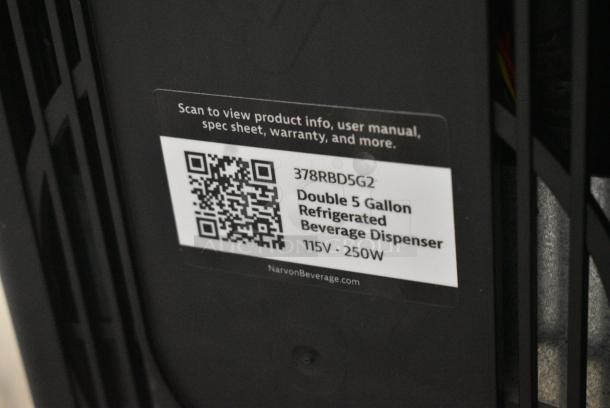 Scan to view product info, user manual,
spec sheet, warranty, and more.
378RBD5G2
Double 5 Gallon
Refrigerated
Beverage Dispenser
115V - 250W
NarvonBeverage.com